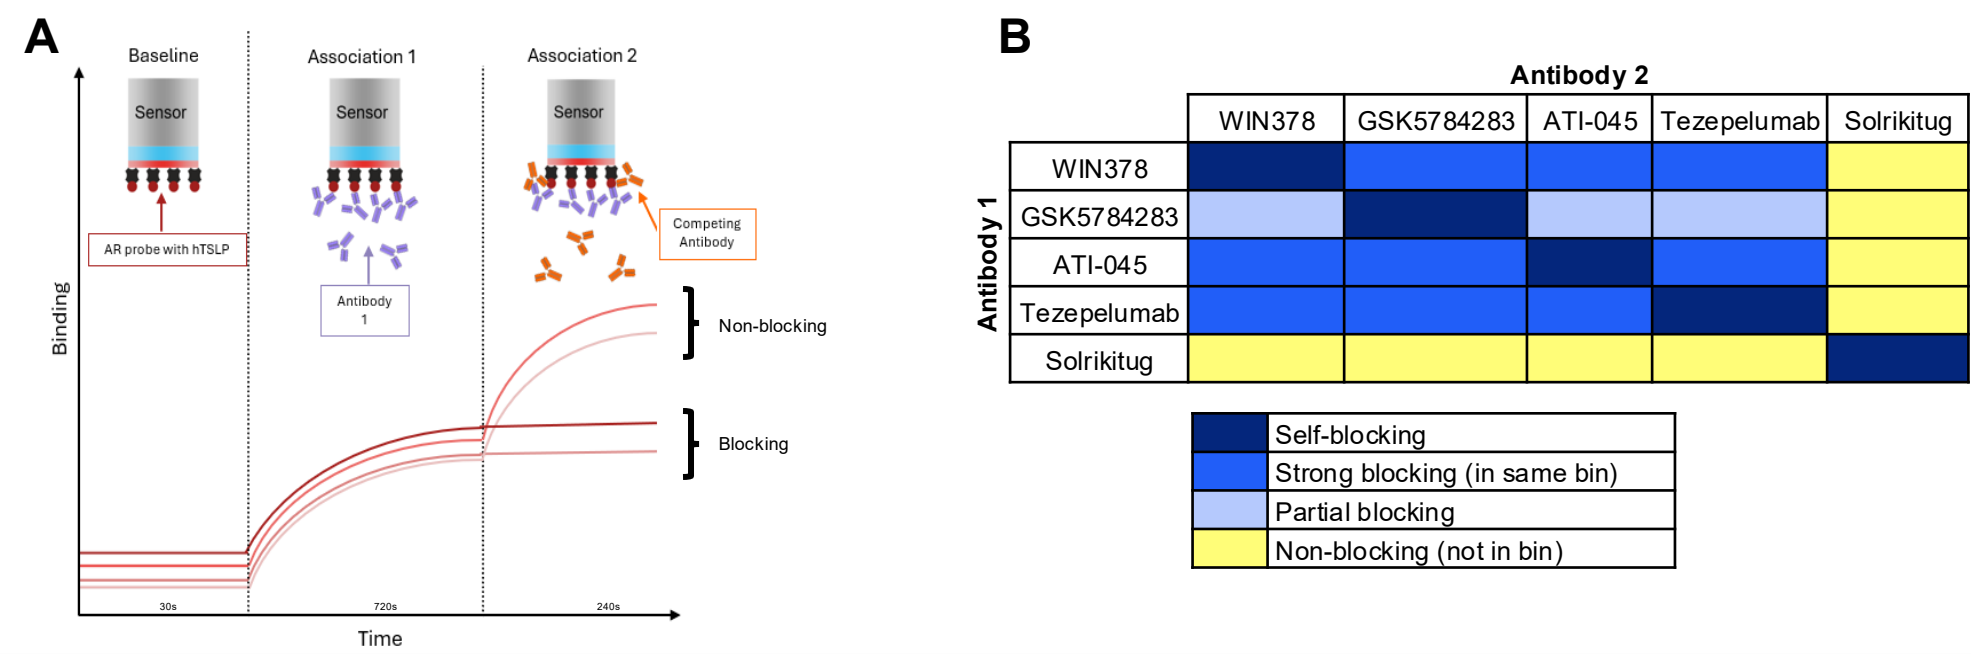 A
Baseline
Association 1
Association 2
Sensor
Sensor
Sensor
AR probe with hTSLP
Antibody
1
Competing
Antibody
Binding
Non-blocking
Blocking
30s
720s
240s
Time
B
Antibody 2
WIN378 GSK5784283 ATI-045 Tezepelumab Solrikitug
Antibody 1
WIN378
GSK5784283
ATI-045
Tezepelumab
Solrikitug
Self-blocking
Strong blocking (in same bin)
Partial blocking
Non-blocking (not in bin)